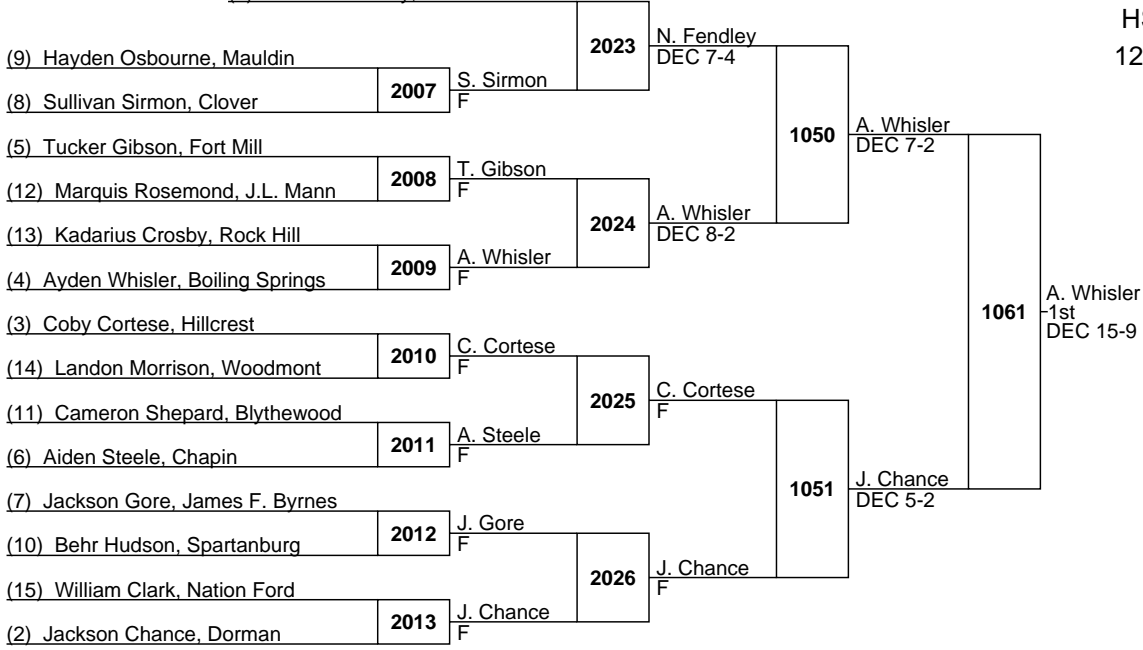 2023
N. Fendley
DEC 7-4
(9) Hayden Osbourne, Mauldin
2007
S. Sirmon
F
(8) Sullivan Sirmon, Clover
(5) Tucker Gibson, Fort Mill
2008
T. Gibson
F
(12) Marquis Rosemond, J.L. Mann
1050
A. Whisler
DEC 7-2
2024
A. Whisler
DEC 8-2
(13) Kadarius Crosby, Rock Hill
2009
A. Whisler
F
(4) Ayden Whisler, Boiling Springs
1061
A. Whisler
1st
DEC 15-9
(3) Coby Cortese, Hillcrest
2010
C. Cortese
F
(14) Landon Morrison, Woodmont
2025
C. Cortese
F
(11) Cameron Shepard, Blythewood
2011
A. Steele
F
(6) Aiden Steele, Chapin
1051
J. Chance
DEC 5-2
(7) Jackson Gore, James F. Byrnes
2012
J. Gore
F
(10) Behr Hudson, Spartanburg
2026
J. Chance
F
(15) William Clark, Nation Ford
2013
J. Chance
F
(2) Jackson Chance, Dorman